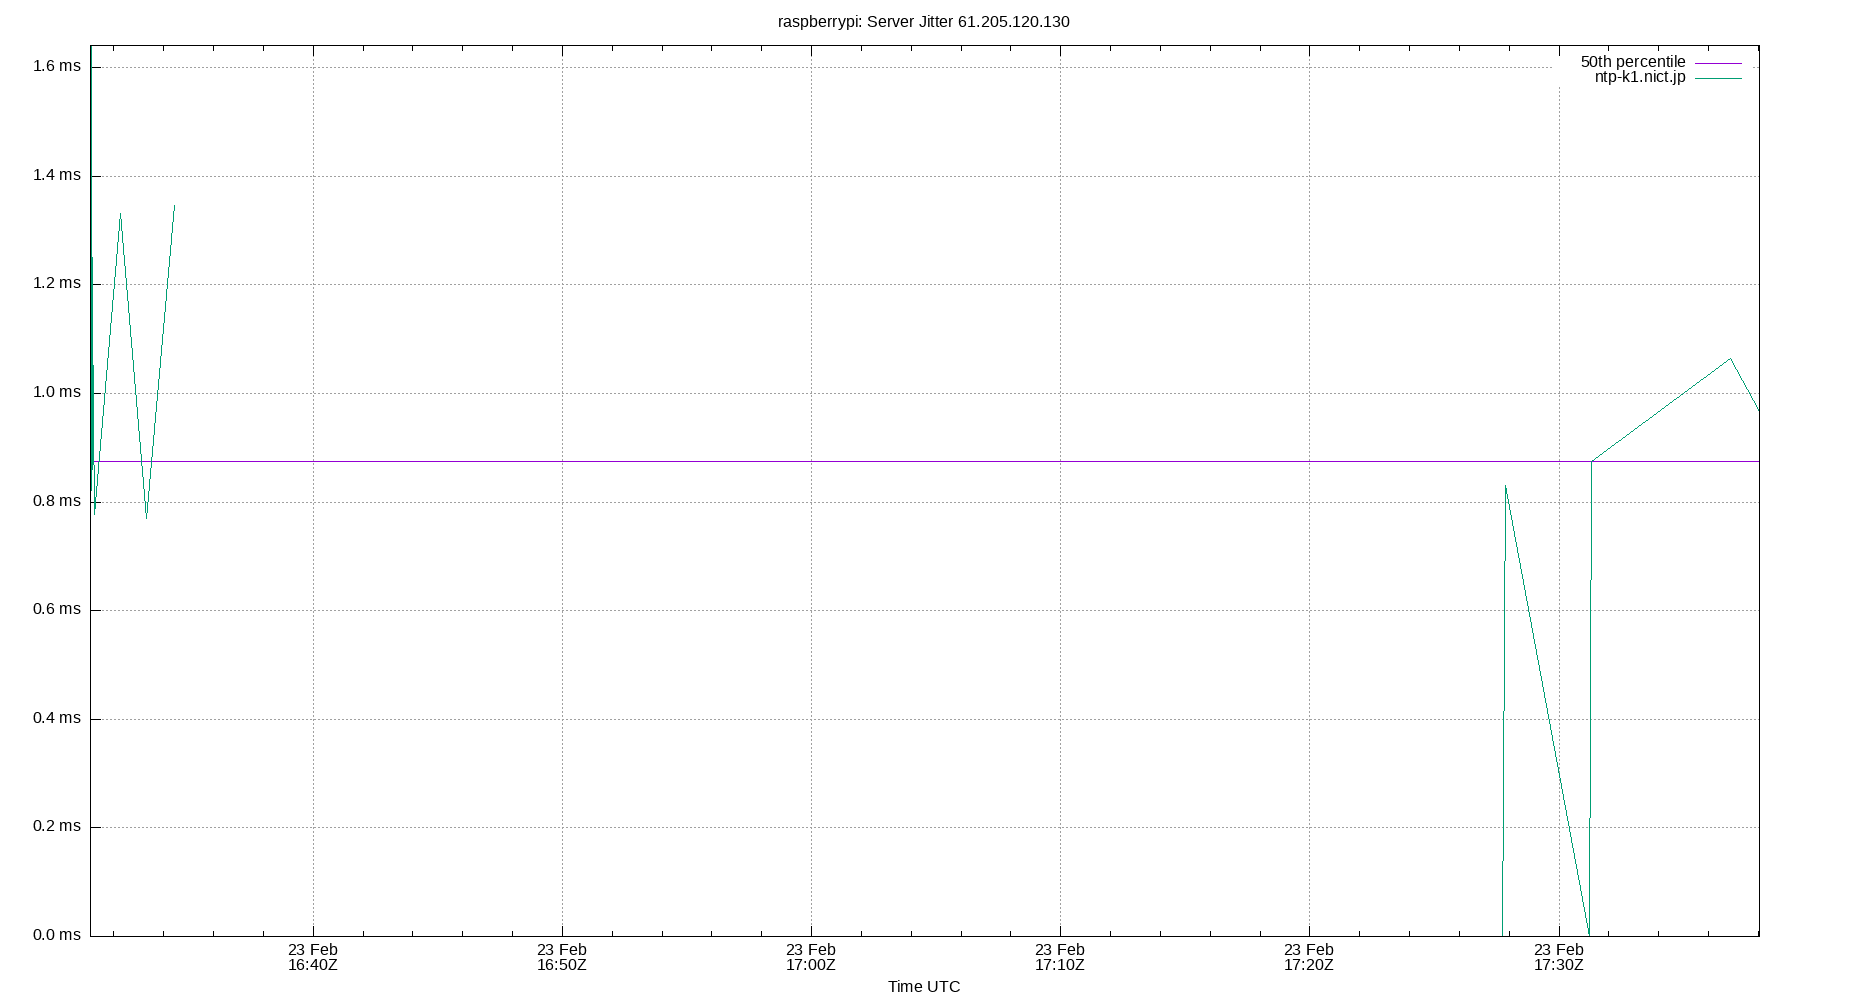 raspberrypi: Server Jitter 61.205.120.130
50th percentile
ntp-k1.nict.jp
1.6 ms
1.4 ms
1.2 ms
1.0 ms
0.8 ms
0.6 ms
0.4 ms
0.2 ms
0.0 ms
23 Feb 23 Feb 23 Feb 23 Feb 23 Feb 23 Feb
16:40Z 16:50Z 17:00Z 17:10Z 17:20Z 17:30Z
Time UTC